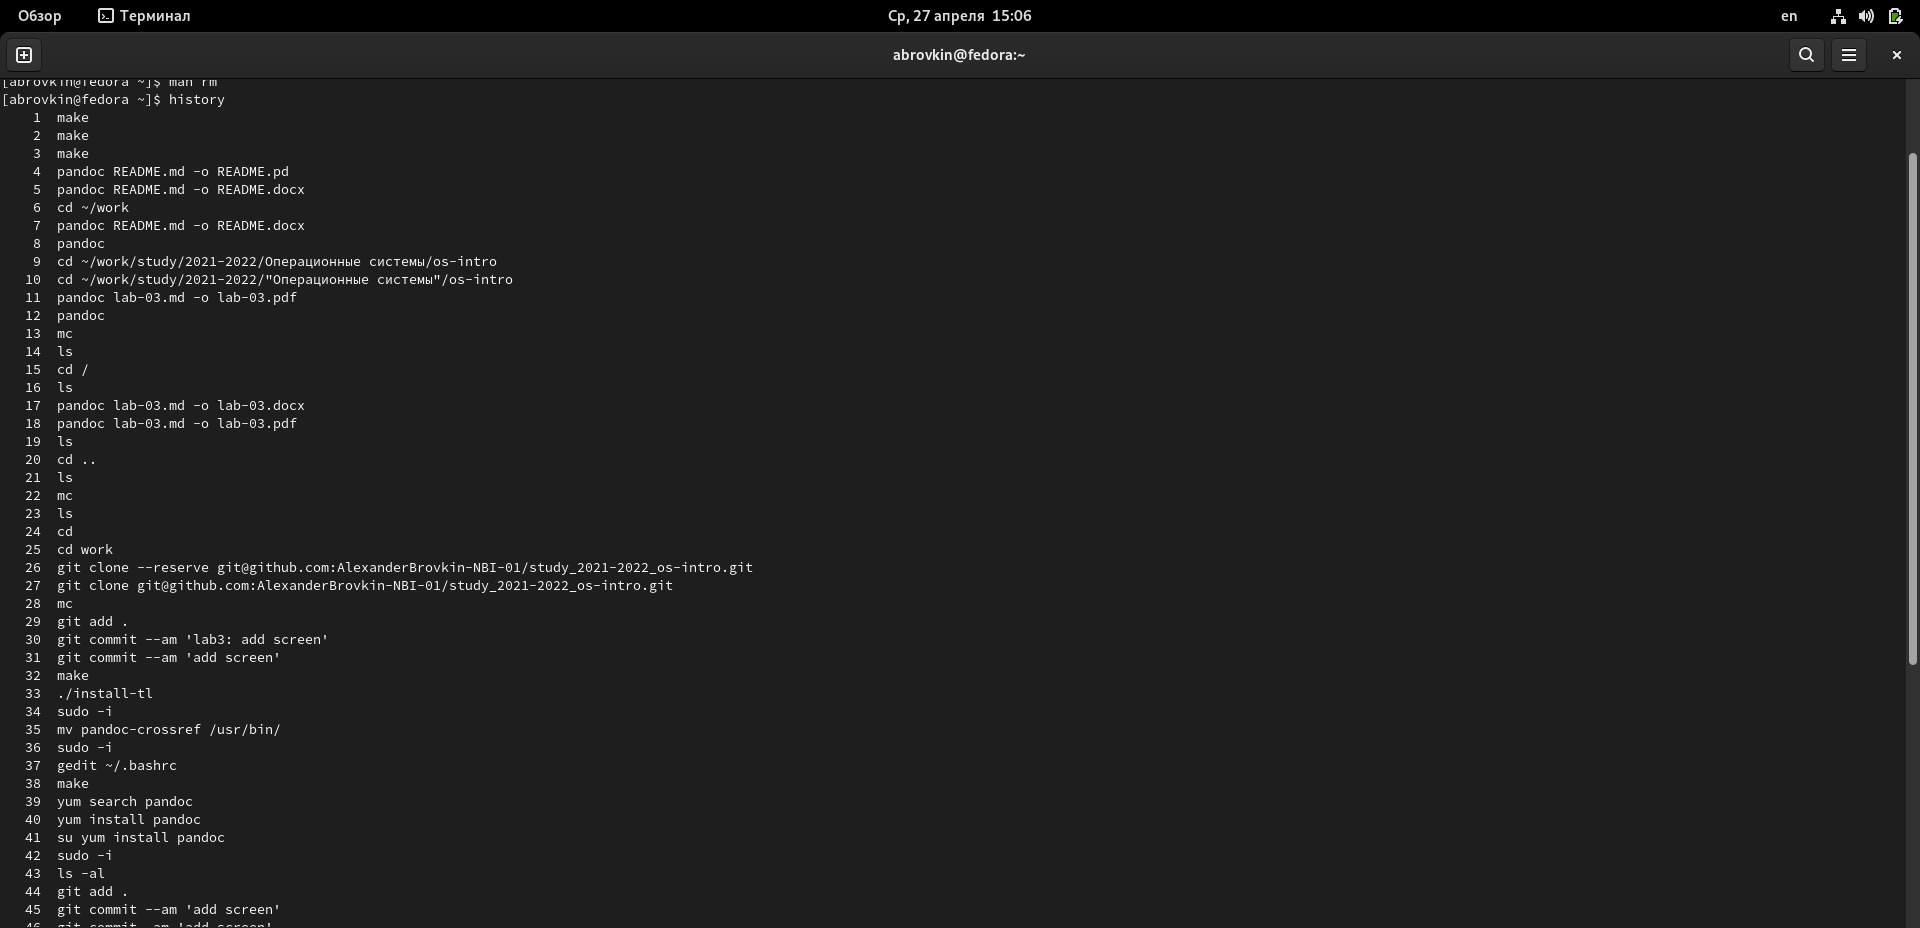 Обзор
Терминал
Ср, 27 апреля 15:06
en
abrovkin@fedora:~
[abrovkin@fedora ~]$ man rm
[abrovkin@fedora ~]$ history
1 make
2 make
3 make
4 pandoc README.md -o README.pd
5 pandoc README.md -o README.docx
6 cd ~/work
7 pandoc README.md -o README.docx
8 pandoc
9 cd ~/work/study/2021-2022/Операционные системы/os-intro
10 cd ~/work/study/2021-2022/"Операционные системы"/os-intro
11 pandoc lab-03.md -o lab-03.pdf
12 pandoc
13 mc
14 ls
15 cd /
16 ls
17 pandoc lab-03.md -o lab-03.docx
18 pandoc lab-03.md -o lab-03.pdf
19 ls
20 cd ..
21 ls
22 mc
23 ls
24 cd
25 cd work
26 git clone --reserve git@github.com:AlexanderBrovkin-NBI-01/study_2021-2022_os-intro.git
27 git clone git@github.com:AlexanderBrovkin-NBI-01/study_2021-2022_os-intro.git
28 mc
29 git add .
30 git commit --am 'lab3: add screen'
31 git commit --am 'add screen'
32 make
33 ./install-tl
34 sudo -i
35 mv pandoc-crossref /usr/bin/
36 sudo -i
37 gedit ~/.bashrc
38 make
39 yum search pandoc
40 yum install pandoc
41 su yum install pandoc
42 sudo -i
43 ls -al
44 git add .
45 git commit --am 'add screen'
46 git commit -am 'add screen'